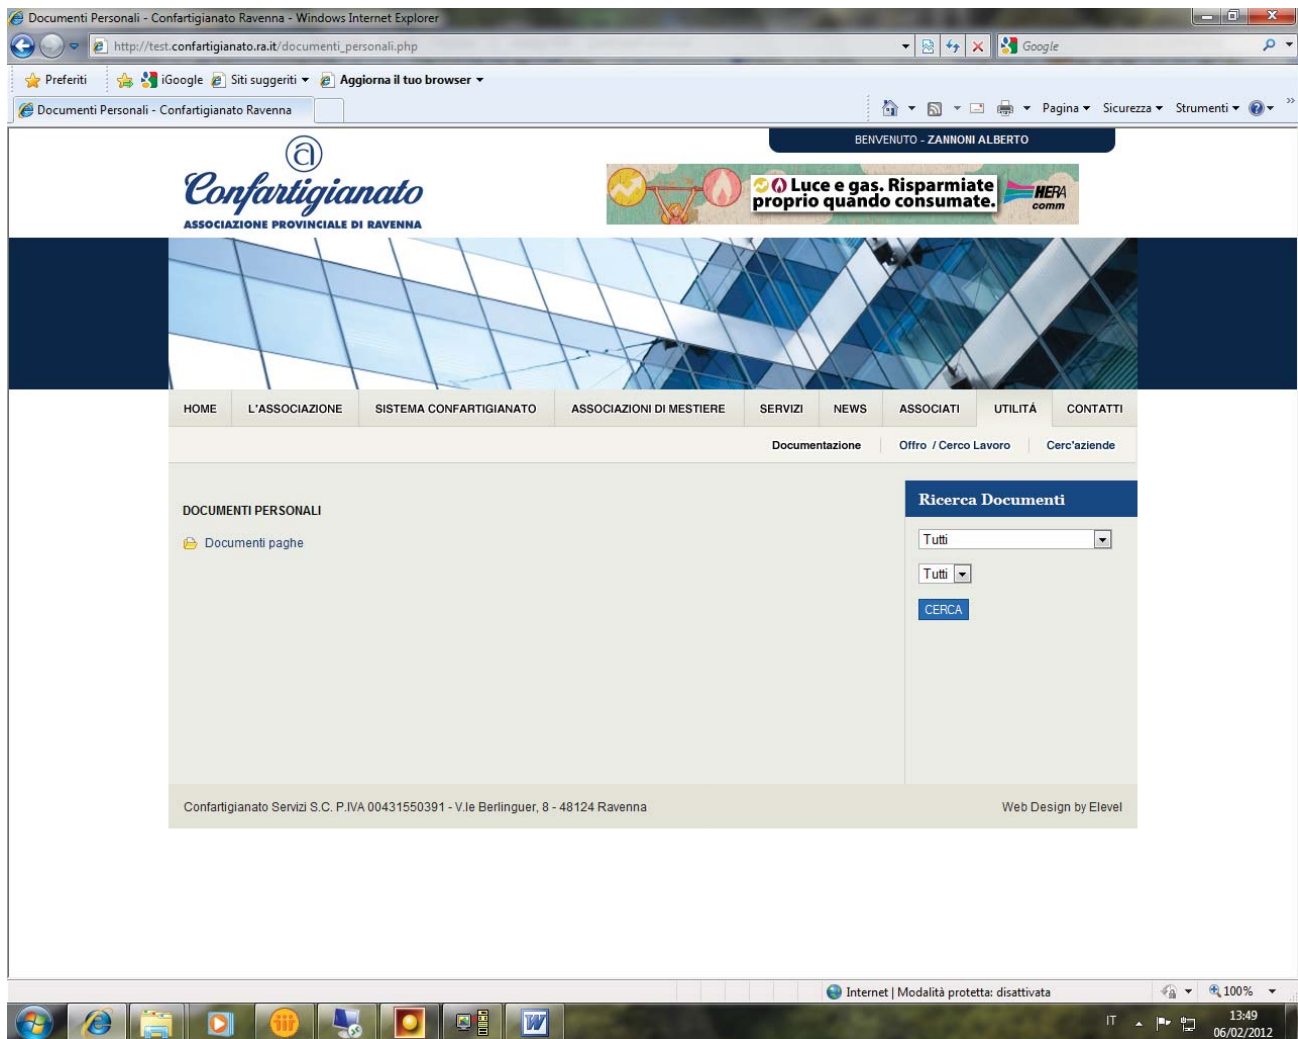 Documenti Personali - Confartigianato Ravenna - Windows Internet Explorer
http://test.confartigianato.ra.it/documenti_personali.php
Google
Preferiti iGoogle Siti suggeriti Aggiorna il tuo browser
Documenti Personali - Confartigianato Ravenna
Pagina Sicurezza Strumenti
BENVENUTO - ZANNONI ALBERTO
a
Confartigianato
ASSOCIAZIONE PROVINCIALE DI RAVENNA
Luce e gas. Risparmiate
proprio quando consumate.
HERA
comm
HOME L'ASSOCIAZIONE SISTEMA CONFARTIGIANATO ASSOCIAZIONI DI MESTIERE SERVIZI NEWS ASSOCIATI UTILITÁ CONTATTI
Documentazione Offro / Cerco Lavoro Cerc'aziende
DOCUMENTI PERSONALI
Documenti paghe
Ricerca Documenti
Tutti
Tutti
CERCA
Confartigianato Servizi S.C. P.IVA 00431550391 - V.le Berlinguer, 8 - 48124 Ravenna
Web Design by Elevel
Internet | Modalità protetta: disattivata
100%
IT
13:49
06/02/2012